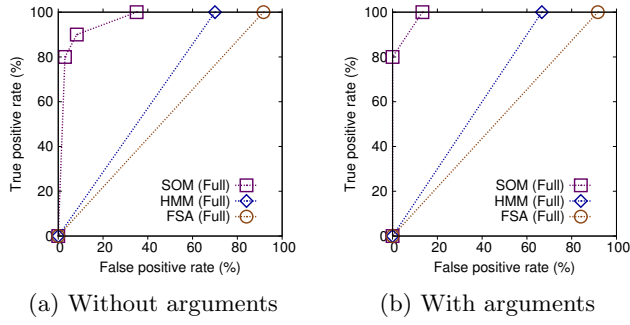 100
80
60
40
20
0
0 20 40 60 80 100
True positive rate (%)
False positive rate (%)
SOM (Full)
HMM (Full)
FSA (Full)
(a) Without arguments
100
80
60
40
20
0
0 20 40 60 80 100
True positive rate (%)
False positive rate (%)
SOM (Full)
HMM (Full)
FSA (Full)
(b) With arguments